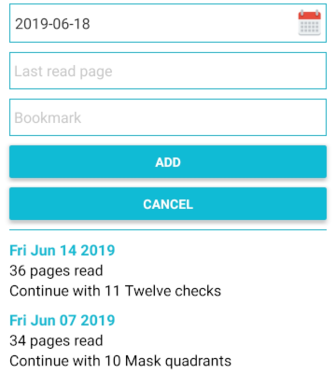 2019-06-18
Last read page
Bookmark
ADD
CANCEL
Fri Jun 14 2019
36 pages read
Continue with 11 Twelve checks
Fri Jun 07 2019
34 pages read
Continue with 10 Mask quadrants